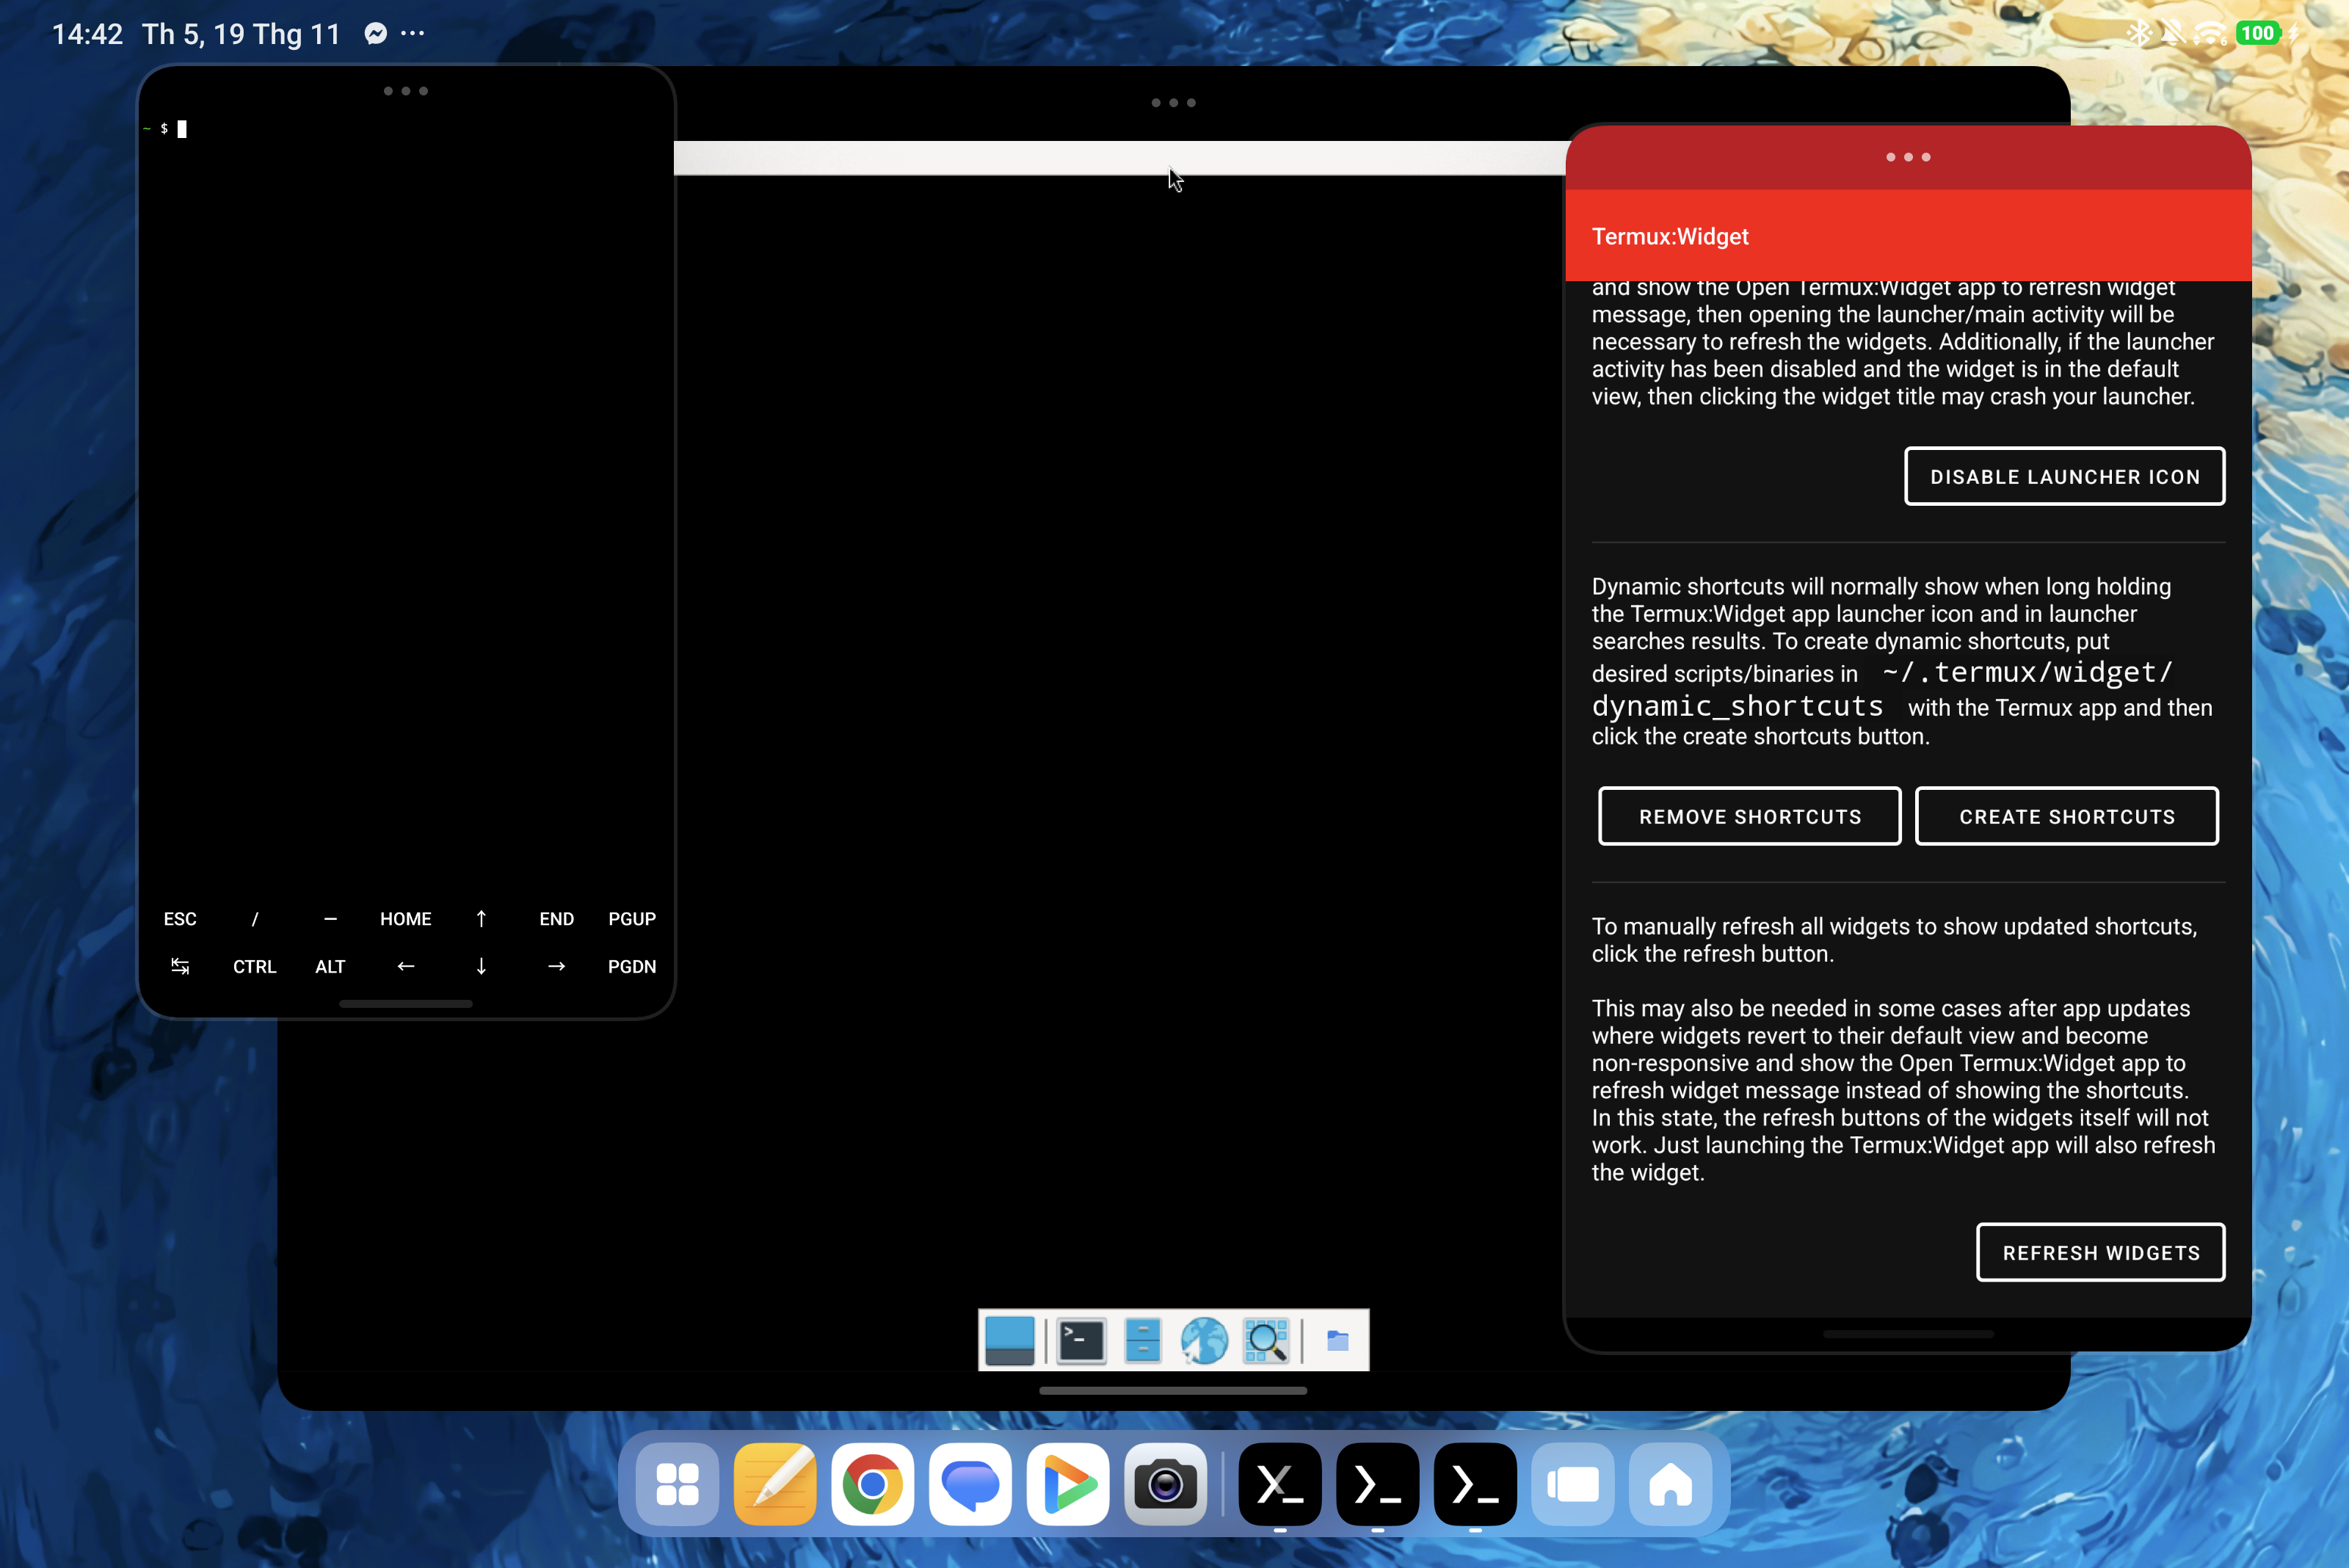 14:42 Th 5, 19 Thg 11 ...
100
~ $
ESC / — HOME ↑ END PGUP
↹ CTRL ALT ← ↓ → PGDN
Termux:Widget
and show the Open Termux:Widget app to refresh widget
message, then opening the launcher/main activity will be
necessary to refresh the widgets. Additionally, if the launcher
activity has been disabled and the widget is in the default
view, then clicking the widget title may crash your launcher.
DISABLE LAUNCHER ICON
Dynamic shortcuts will normally show when long holding
the Termux:Widget app launcher icon and in launcher
searches results. To create dynamic shortcuts, put
desired scripts/binaries in ~/.termux/widget/
dynamic_shortcuts with the Termux app and then
click the create shortcuts button.
REMOVE SHORTCUTS CREATE SHORTCUTS
To manually refresh all widgets to show updated shortcuts,
click the refresh button.
This may also be needed in some cases after app updates
where widgets revert to their default view and become
non-responsive and show the Open Termux:Widget app to
refresh widget message instead of showing the shortcuts.
In this state, the refresh buttons of the widgets itself will not
work. Just launching the Termux:Widget app will also refresh
the widget.
REFRESH WIDGETS